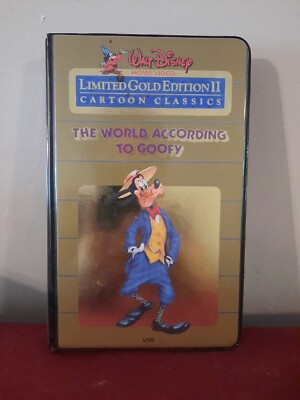 WALT DISNEY
HOME VIDEO
LIMITED GOLD EDITION II
CARTOON CLASSICS
THE WORLD ACCORDING
TO GOOFY
VHS